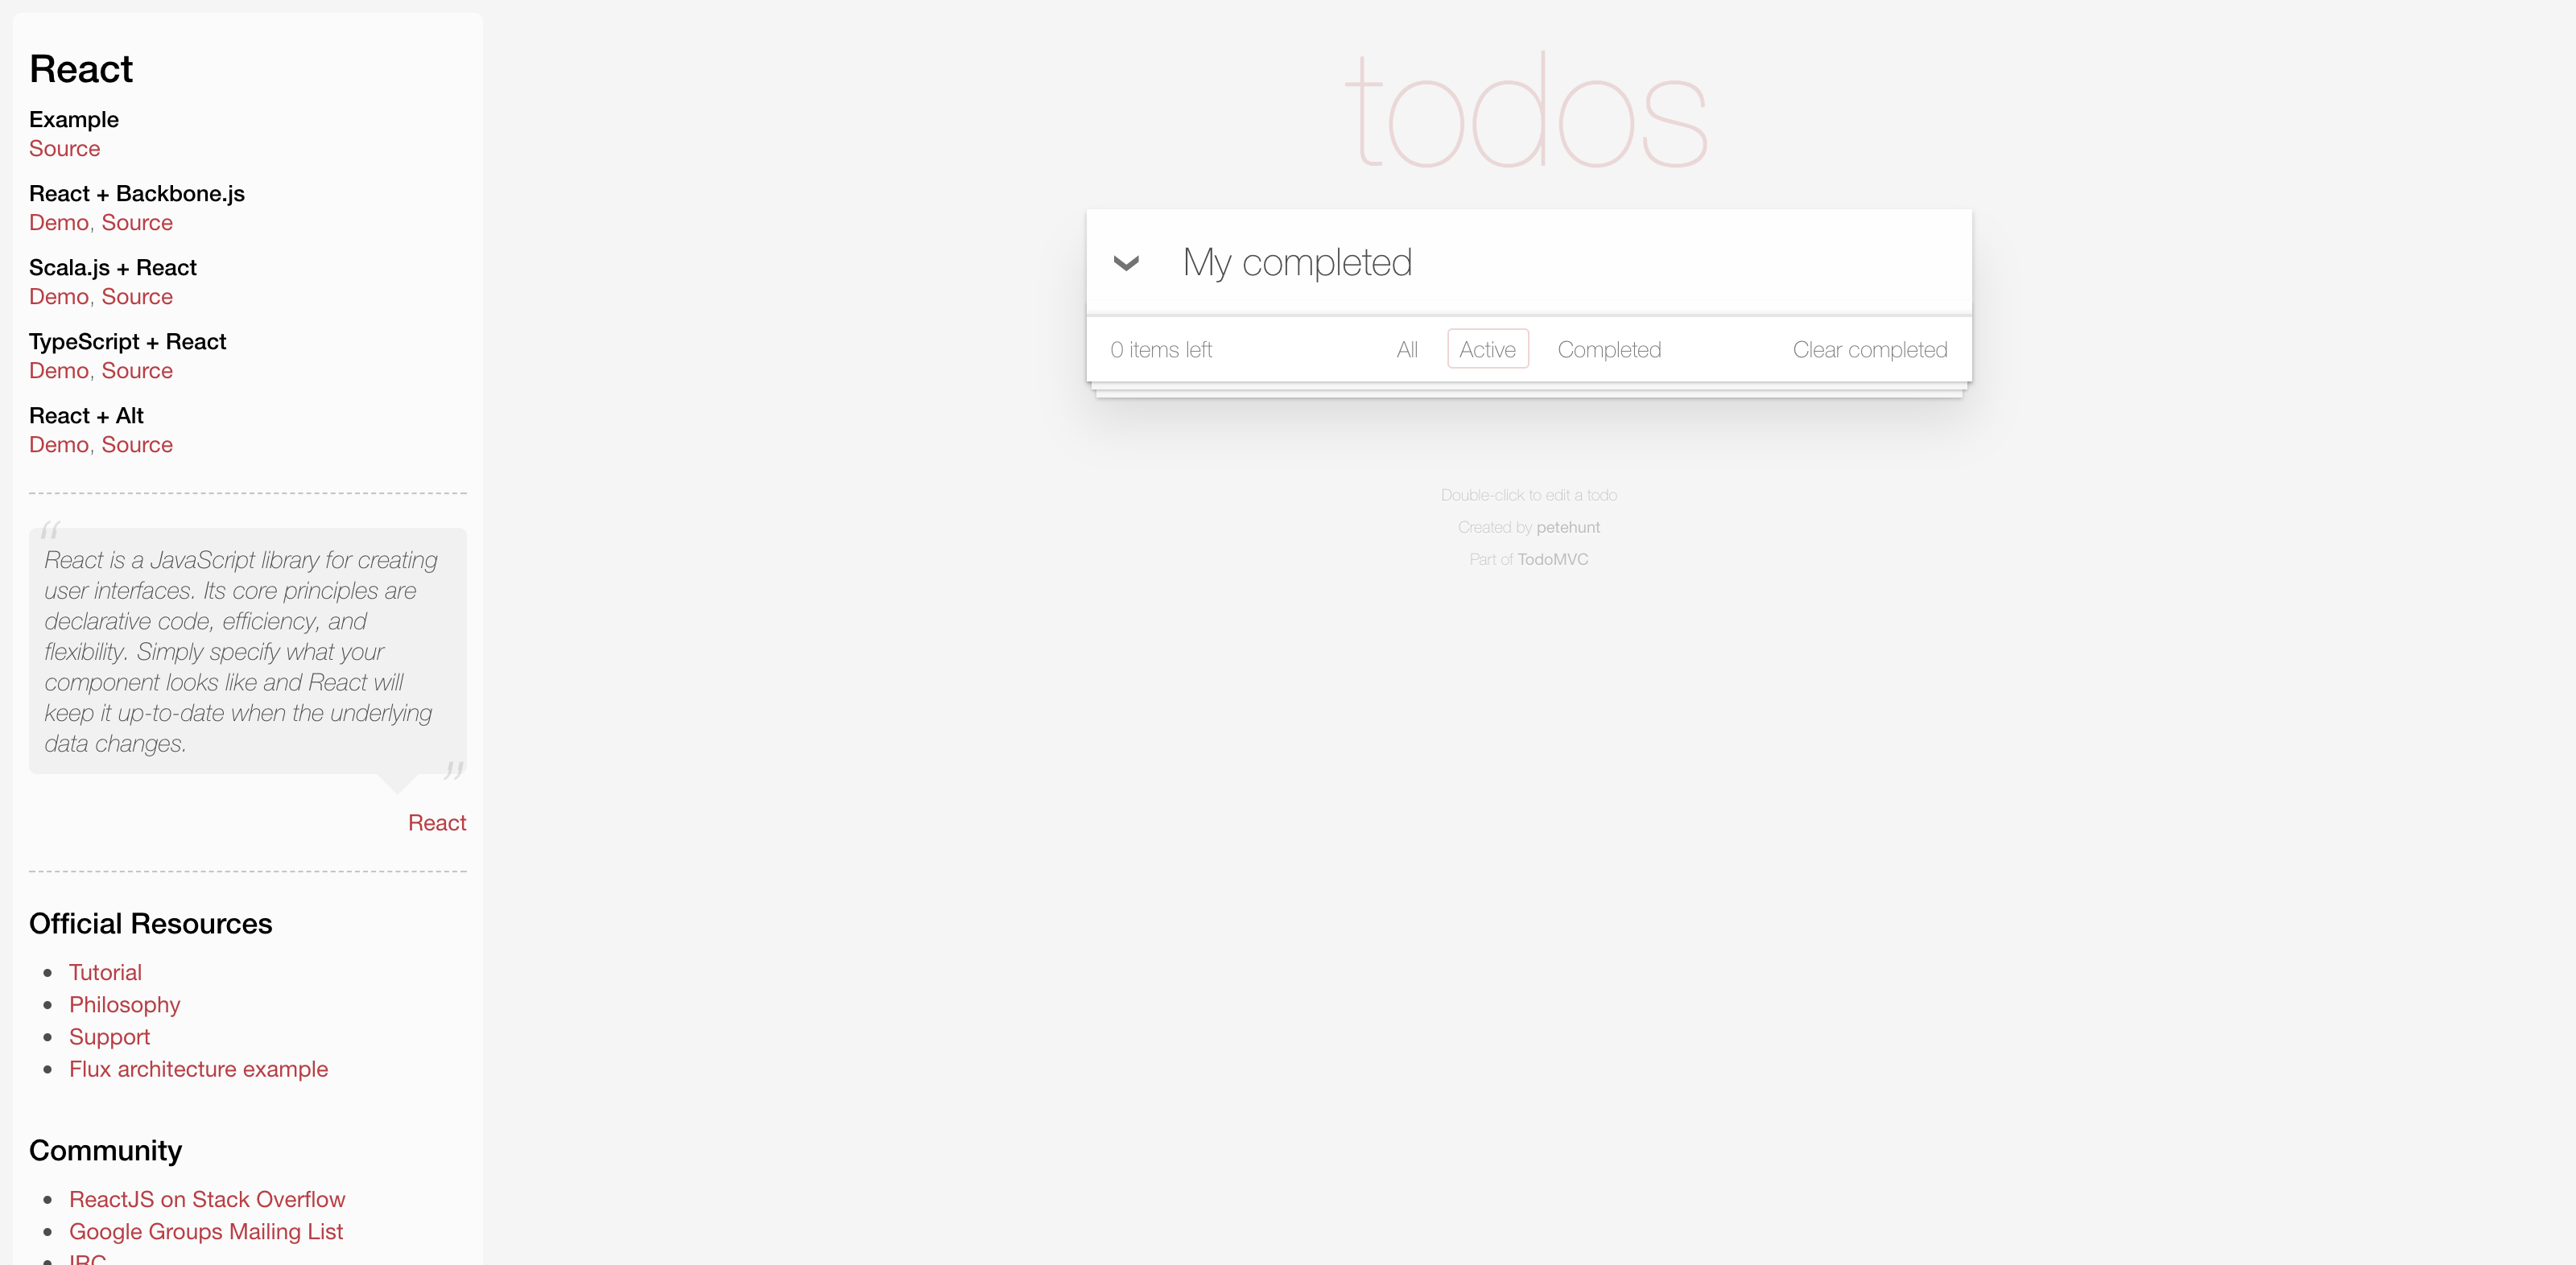 React
Example
Source
React + Backbone.js
Demo, Source
Scala.js + React
Demo, Source
TypeScript + React
Demo, Source
React + Alt
Demo, Source
“
React is a JavaScript library for creating
user interfaces. Its core principles are
declarative code, efficiency, and
flexibility. Simply specify what your
component looks like and React will
keep it up-to-date when the underlying
data changes.
”
React
Official Resources
Tutorial
Philosophy
Support
Flux architecture example
Community
ReactJS on Stack Overflow
Google Groups Mailing List
IRC
todos
My completed
0 items left All Active Completed Clear completed
Double-click to edit a todo
Created by petehunt
Part of TodoMVC